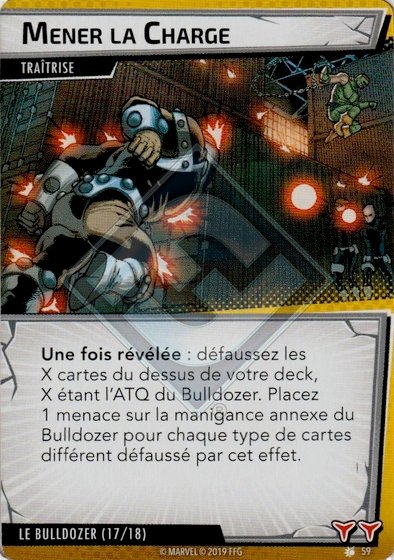 MENER LA CHARGE
TRAÎTRISE
Une fois révélée : défaussez les
X cartes du dessus de votre deck,
X étant l'ATQ du Bulldozer. Placez
1 menace sur la manigance annexe du
Bulldozer pour chaque type de cartes
différent défaussé par cet effet.
LE BULLDOZER (17/18)
© MARVEL © 2019 FFG
59